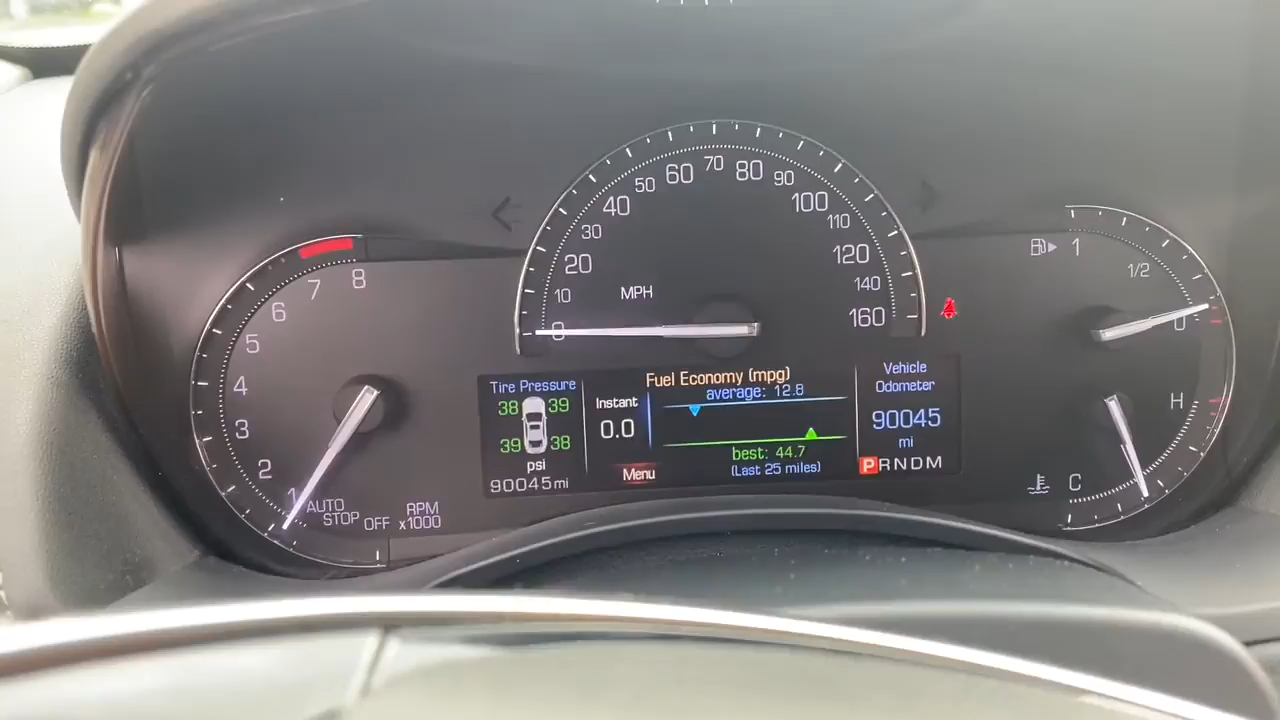 0
10
20
30
40
50
60
70
80
90
100
110
120
140
160
MPH
1
2
3
4
5
6
7
8
AUTO
STOP
OFF
RPM
x1000
1
1/2
0
H
C
Tire Pressure
38 39
39 38
psi
90045 mi
Instant
0.0
Menu
Fuel Economy (mpg)
average: 12.8
best: 44.7
(Last 25 miles)
Vehicle
Odometer
90045
mi
PRNDM